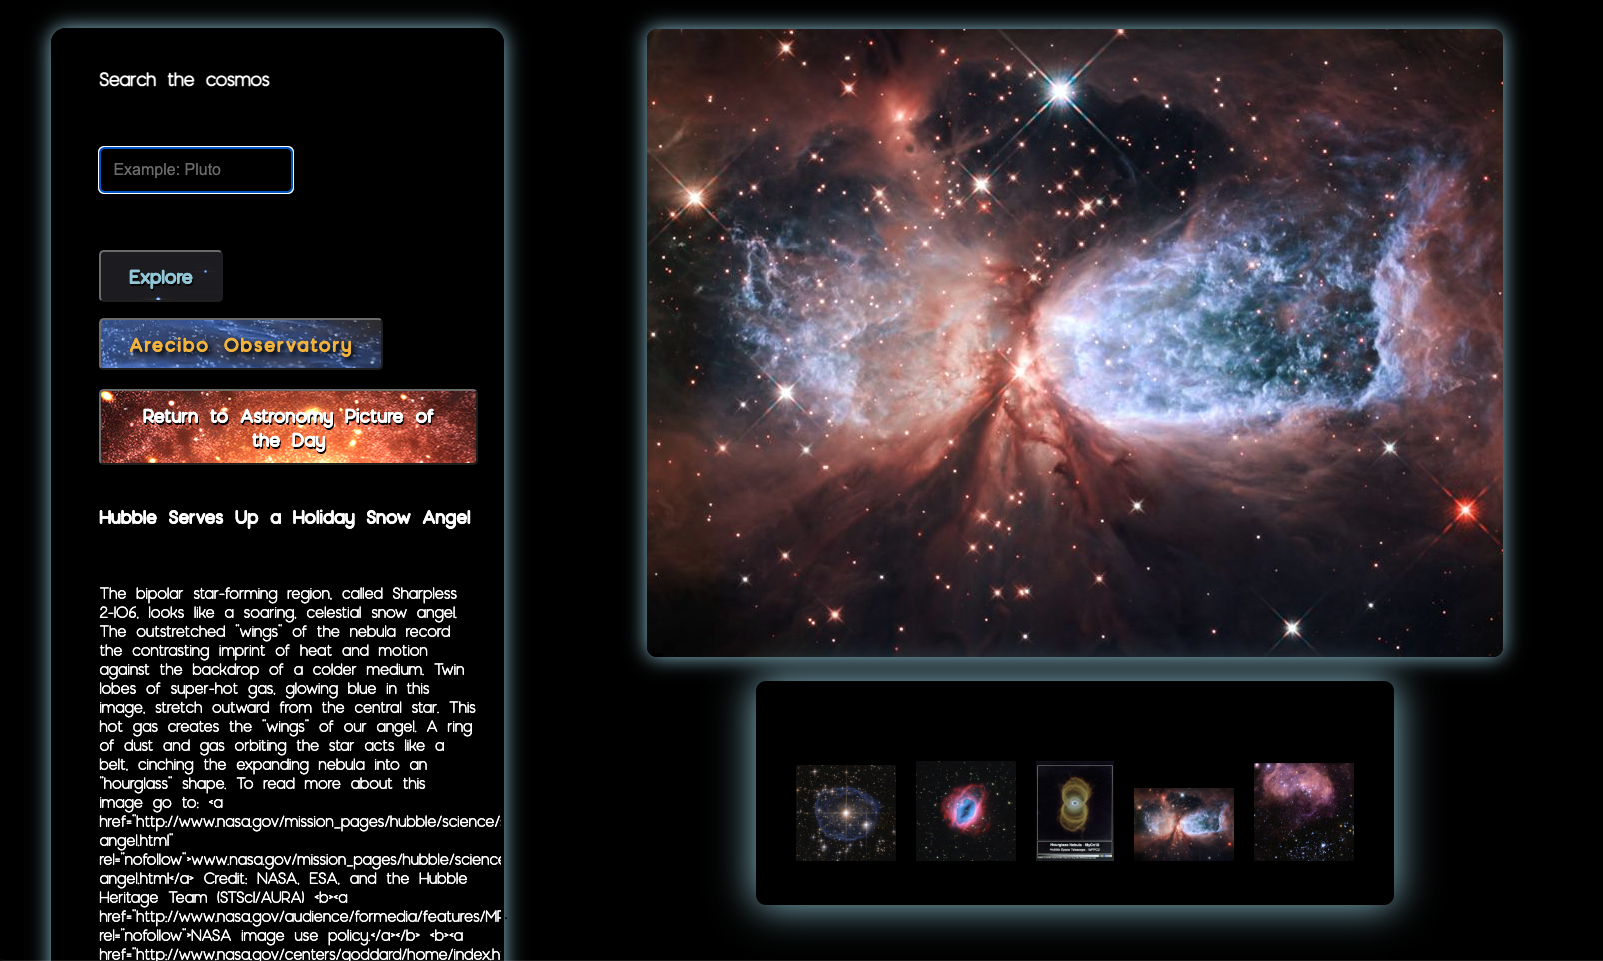 Search the cosmos
Example: Pluto
Explore
Arecibo Observatory
Return to Astronomy Picture of
the Day
Hubble Serves Up a Holiday Snow Angel
The bipolar star-forming region, called Sharpless
2-106, looks like a soaring, celestial snow angel.
The outstretched "wings" of the nebula record
the contrasting imprint of heat and motion
against the backdrop of a colder medium. Twin
lobes of super-hot gas, glowing blue in this
image, stretch outward from the central star. This
hot gas creates the "wings" of our angel. A ring
of dust and gas orbiting the star acts like a
belt, cinching the expanding nebula into an
"hourglass" shape. To read more about this
image go to: <a
href="http://www.nasa.gov/mission_pages/hubble/science/
angel.html"
rel="nofollow">www.nasa.gov/mission_pages/hubble/science
angel.html</a> Credit: NASA, ESA, and the Hubble
Heritage Team (STScI/AURA) <b><a
href="http://www.nasa.gov/audience/formedia/features/MP
rel="nofollow">NASA image use policy.</a></b> <b><a
href="http://www.nasa.gov/centers/goddard/home/index.h
Hourglass Nebula · MyCn18
Hubble Space Telescope · WFPC2